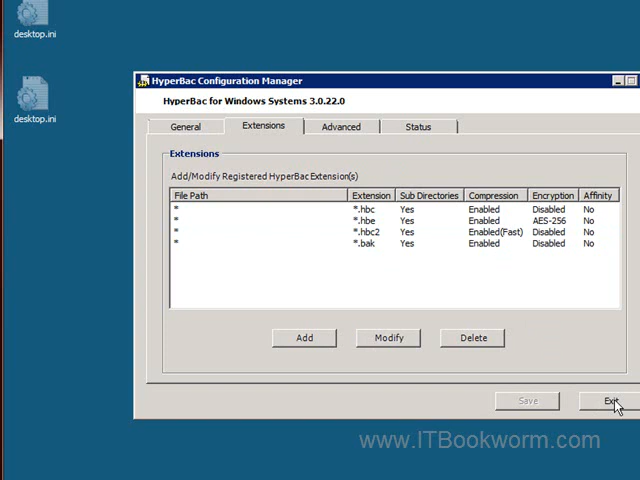 desktop.ini
desktop.ini
HyperBac Configuration Manager
HyperBac for Windows Systems 3.0.22.0
General Extensions Advanced Status
Extensions
Add/Modify Registered HyperBac Extension(s)
File Path Extension Sub Directories Compression Encryption Affinity
* *.hbc Yes Enabled Disabled No
* *.hbe Yes Enabled AES-256 No
* *.hbc2 Yes Enabled(Fast) Disabled No
* *.bak Yes Enabled Disabled No
Add Modify Delete
Save Exit
www.ITBookworm.com